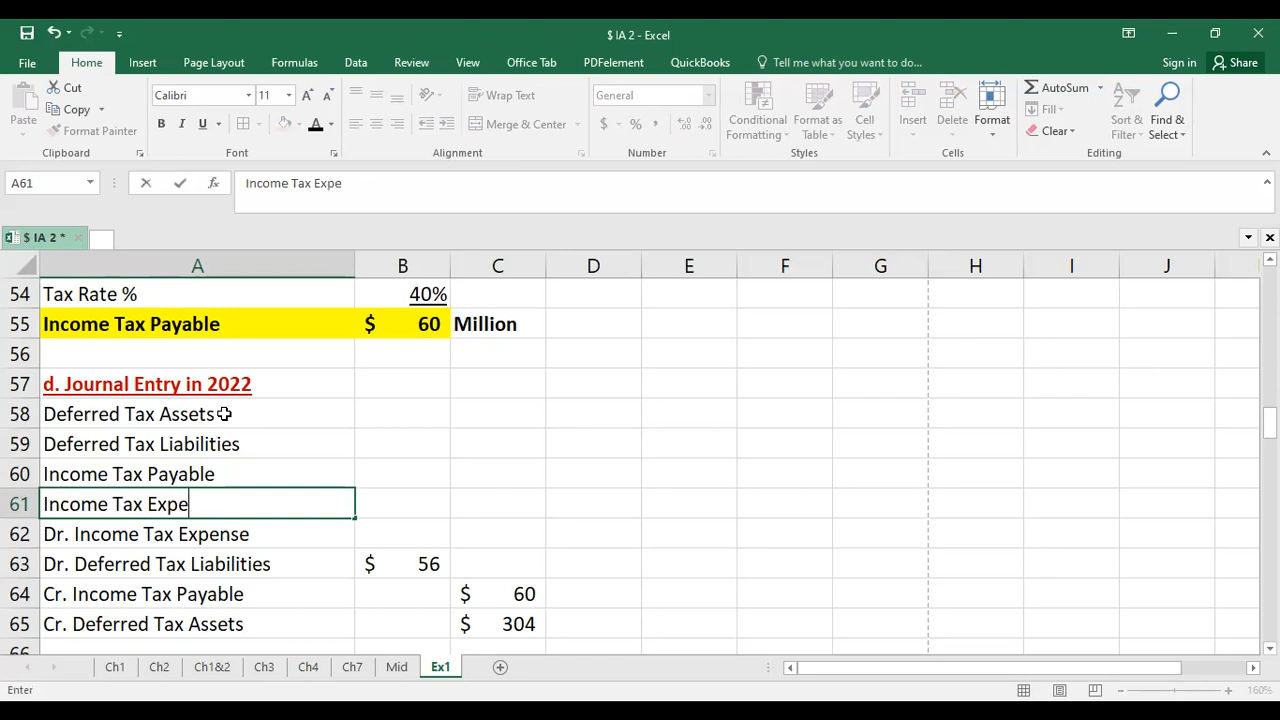 $ IA 2 - Excel
File Home Insert Page Layout Formulas Data Review View Office Tab PDFelement QuickBooks Tell me what you want to do... Sign in Share
Paste Cut Copy Format Painter Clipboard
Calibri 11 A A B I U A Font
Wrap Text Merge & Center Alignment
General $ % , Number
Conditional Formatting Format as Table Cell Styles Styles
Insert Delete Format Cells
AutoSum Fill Clear Sort & Filter Find & Select Editing
A61 fx Income Tax Expe
$ IA 2 *
A B C D E F G H I J
54 Tax Rate % 40%
55 Income Tax Payable $ 60 Million
56
57 d. Journal Entry in 2022
58 Deferred Tax Assets
59 Deferred Tax Liabilities
60 Income Tax Payable
61 Income Tax Expe
62 Dr. Income Tax Expense
63 Dr. Deferred Tax Liabilities $ 56
64 Cr. Income Tax Payable $ 60
65 Cr. Deferred Tax Assets $ 304
66
Ch1 Ch2 Ch1&2 Ch3 Ch4 Ch7 Mid Ex1
Enter 160%